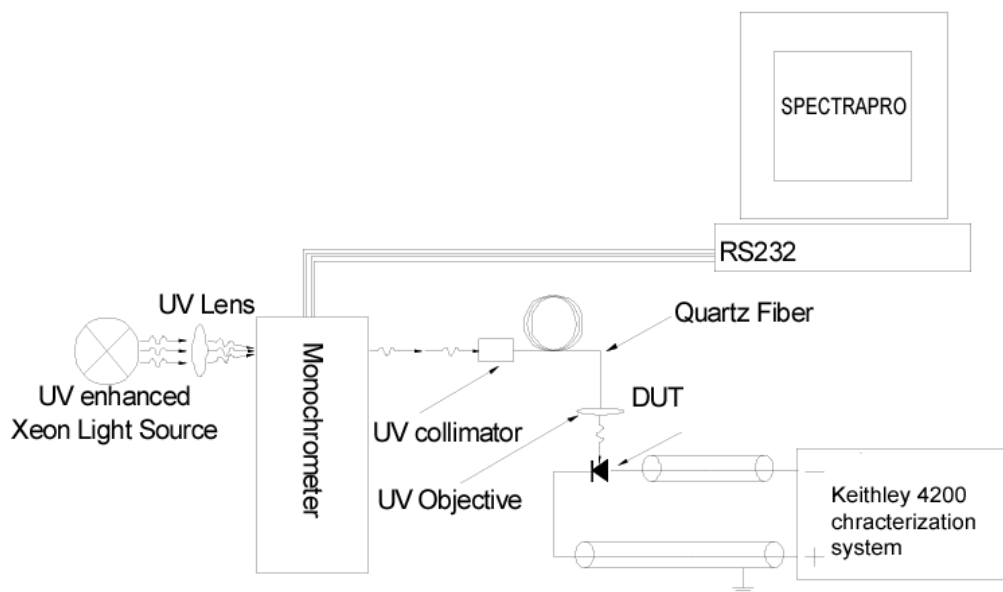 SPECTRAPRO
RS232
UV Lens
Quartz Fiber
Monochrometer
UV enhanced
Xeon Light Source
UV collimator
DUT
UV Objective
Keithley 4200
chracterization
system